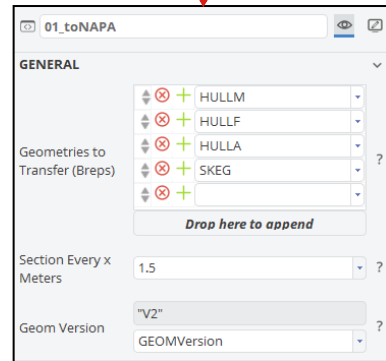 01_toNAPA
GENERAL
Geometries to
Transfer (Breps)
HULLM
HULLF
HULLA
SKEG
?
Drop here to append
Section Every x
Meters
1.5
?
Geom Version
"V2"
GEOMVersion
?